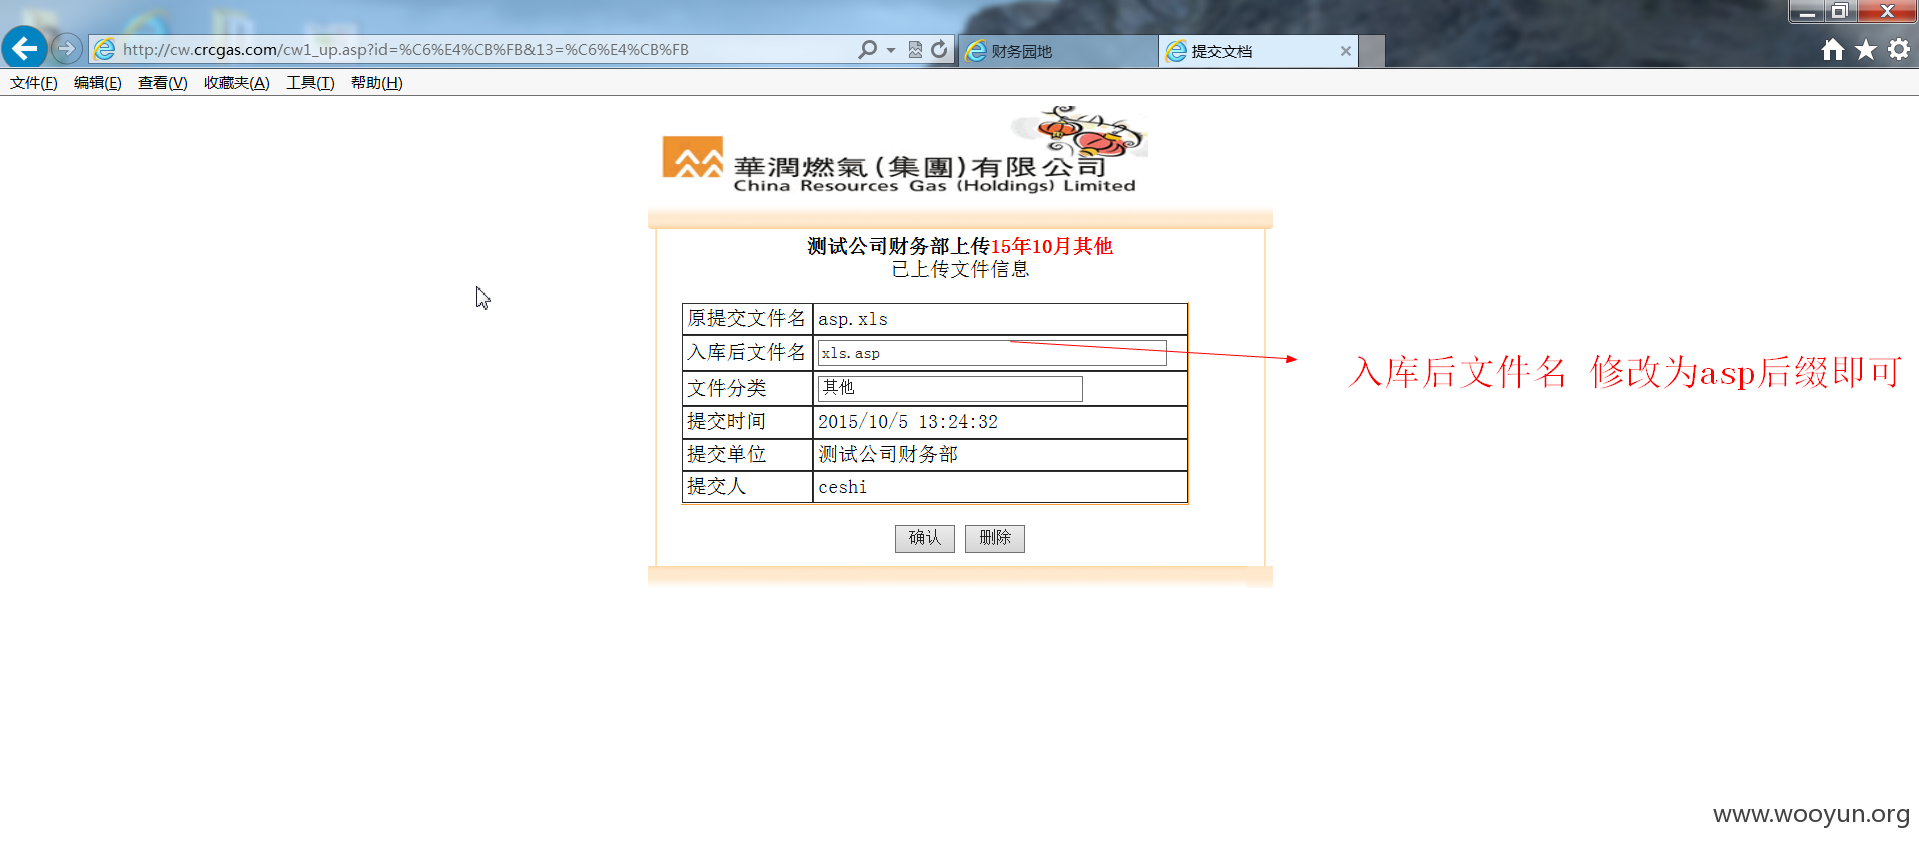 http://cw.crcgas.com/cw1_up.asp?id=%C6%E4%CB%FB&13=%C6%E4%CB%FB
财务园地
提交文档
文件(F) 编辑(E) 查看(V) 收藏夹(A) 工具(T) 帮助(H)
華潤燃氣(集團)有限公司
China Resources Gas (Holdings) Limited
测试公司财务部上传15年10月其他
已上传文件信息
原提交文件名 asp.xls
入库后文件名 xls.asp
入库后文件名 修改为asp后缀即可
文件分类 其他
提交时间 2015/10/5 13:24:32
提交单位 测试公司财务部
提交人 ceshi
确认 删除
www.wooyun.org